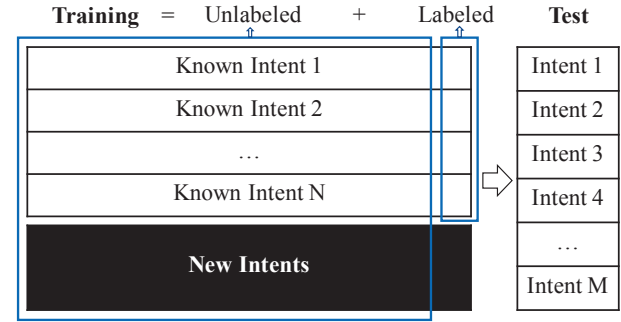 Training = Unlabeled + Labeled Test
Known Intent 1
Known Intent 2
…
Known Intent N
New Intents
Intent 1
Intent 2
Intent 3
Intent 4
…
Intent M